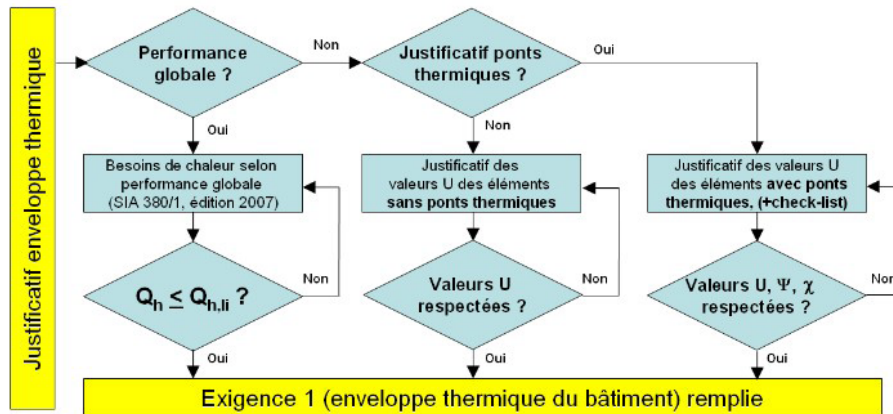 Justificatif enveloppe thermique
Performance
globale ?
Non
Justificatif ponts
thermiques ?
Oui
Oui
Non
Besoins de chaleur selon
performance globale
(SIA 380/1, édition 2007)
Justificatif des
valeurs U des éléments
sans ponts thermiques
Justificatif des valeurs U
des éléments avec ponts
thermiques, (+check-list)
Qh ≤ Qh,li ?
Non
Valeurs U
respectées ?
Non
Valeurs U, Ψ, χ
respectées ?
Non
Oui
Oui
Oui
Exigence 1 (enveloppe thermique du bâtiment) remplie